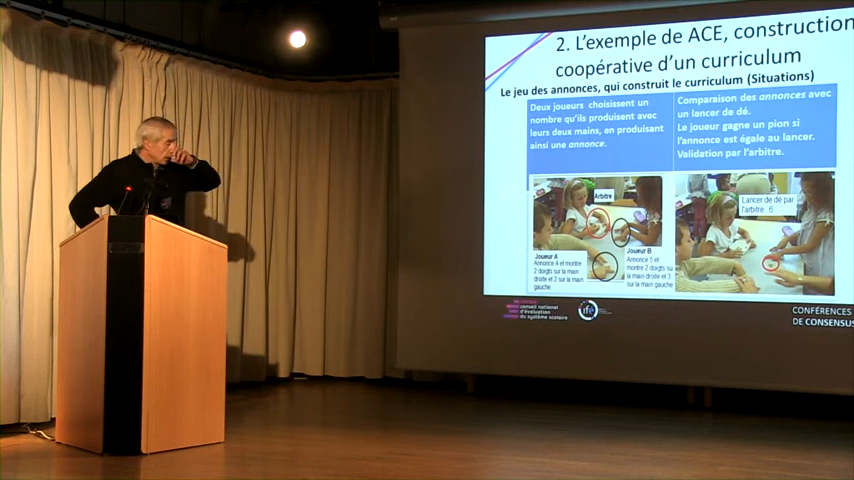 2. L'exemple de ACE, construction
coopérative d'un curriculum
Le jeu des annonces, qui construit le curriculum (Situations)
Deux joueurs choisissent un
nombre qu'ils produisent avec
leurs deux mains, en produisant
ainsi une annonce.
Comparaison des annonces avec
un lancer de dé.
Le joueur gagne un pion si
l'annonce est égale au lancer.
Validation par l'arbitre.
Arbitre
Joueur A
Annonce 4 et montre
2 doigts sur la main
droite et 2 sur la main
gauche
Joueur B
Annonce 5 et
montre 2 doigts sur
la main droite et 3
sur la main gauche
Lancer de dé par
l'arbitre : 6
conseil national
d'évaluation
du système scolaire
ifé
CONFÉRENCES
DE CONSENSUS